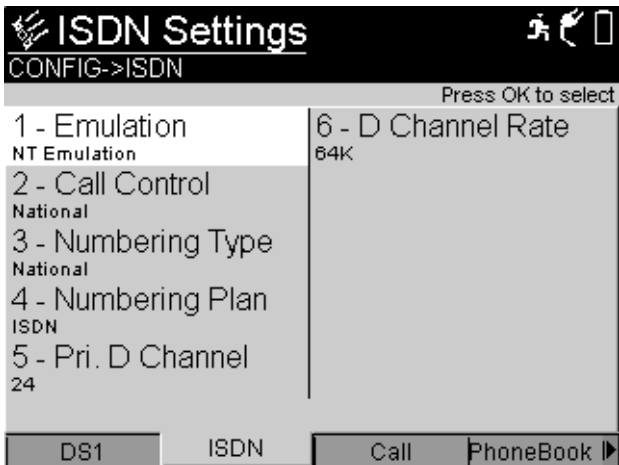 ISDN Settings
CONFIG->ISDN
Press OK to select
1 - Emulation
NT Emulation
2 - Call Control
National
3 - Numbering Type
National
4 - Numbering Plan
ISDN
5 - Pri. D Channel
24
6 - D Channel Rate
64K
DS1
ISDN
Call
PhoneBook